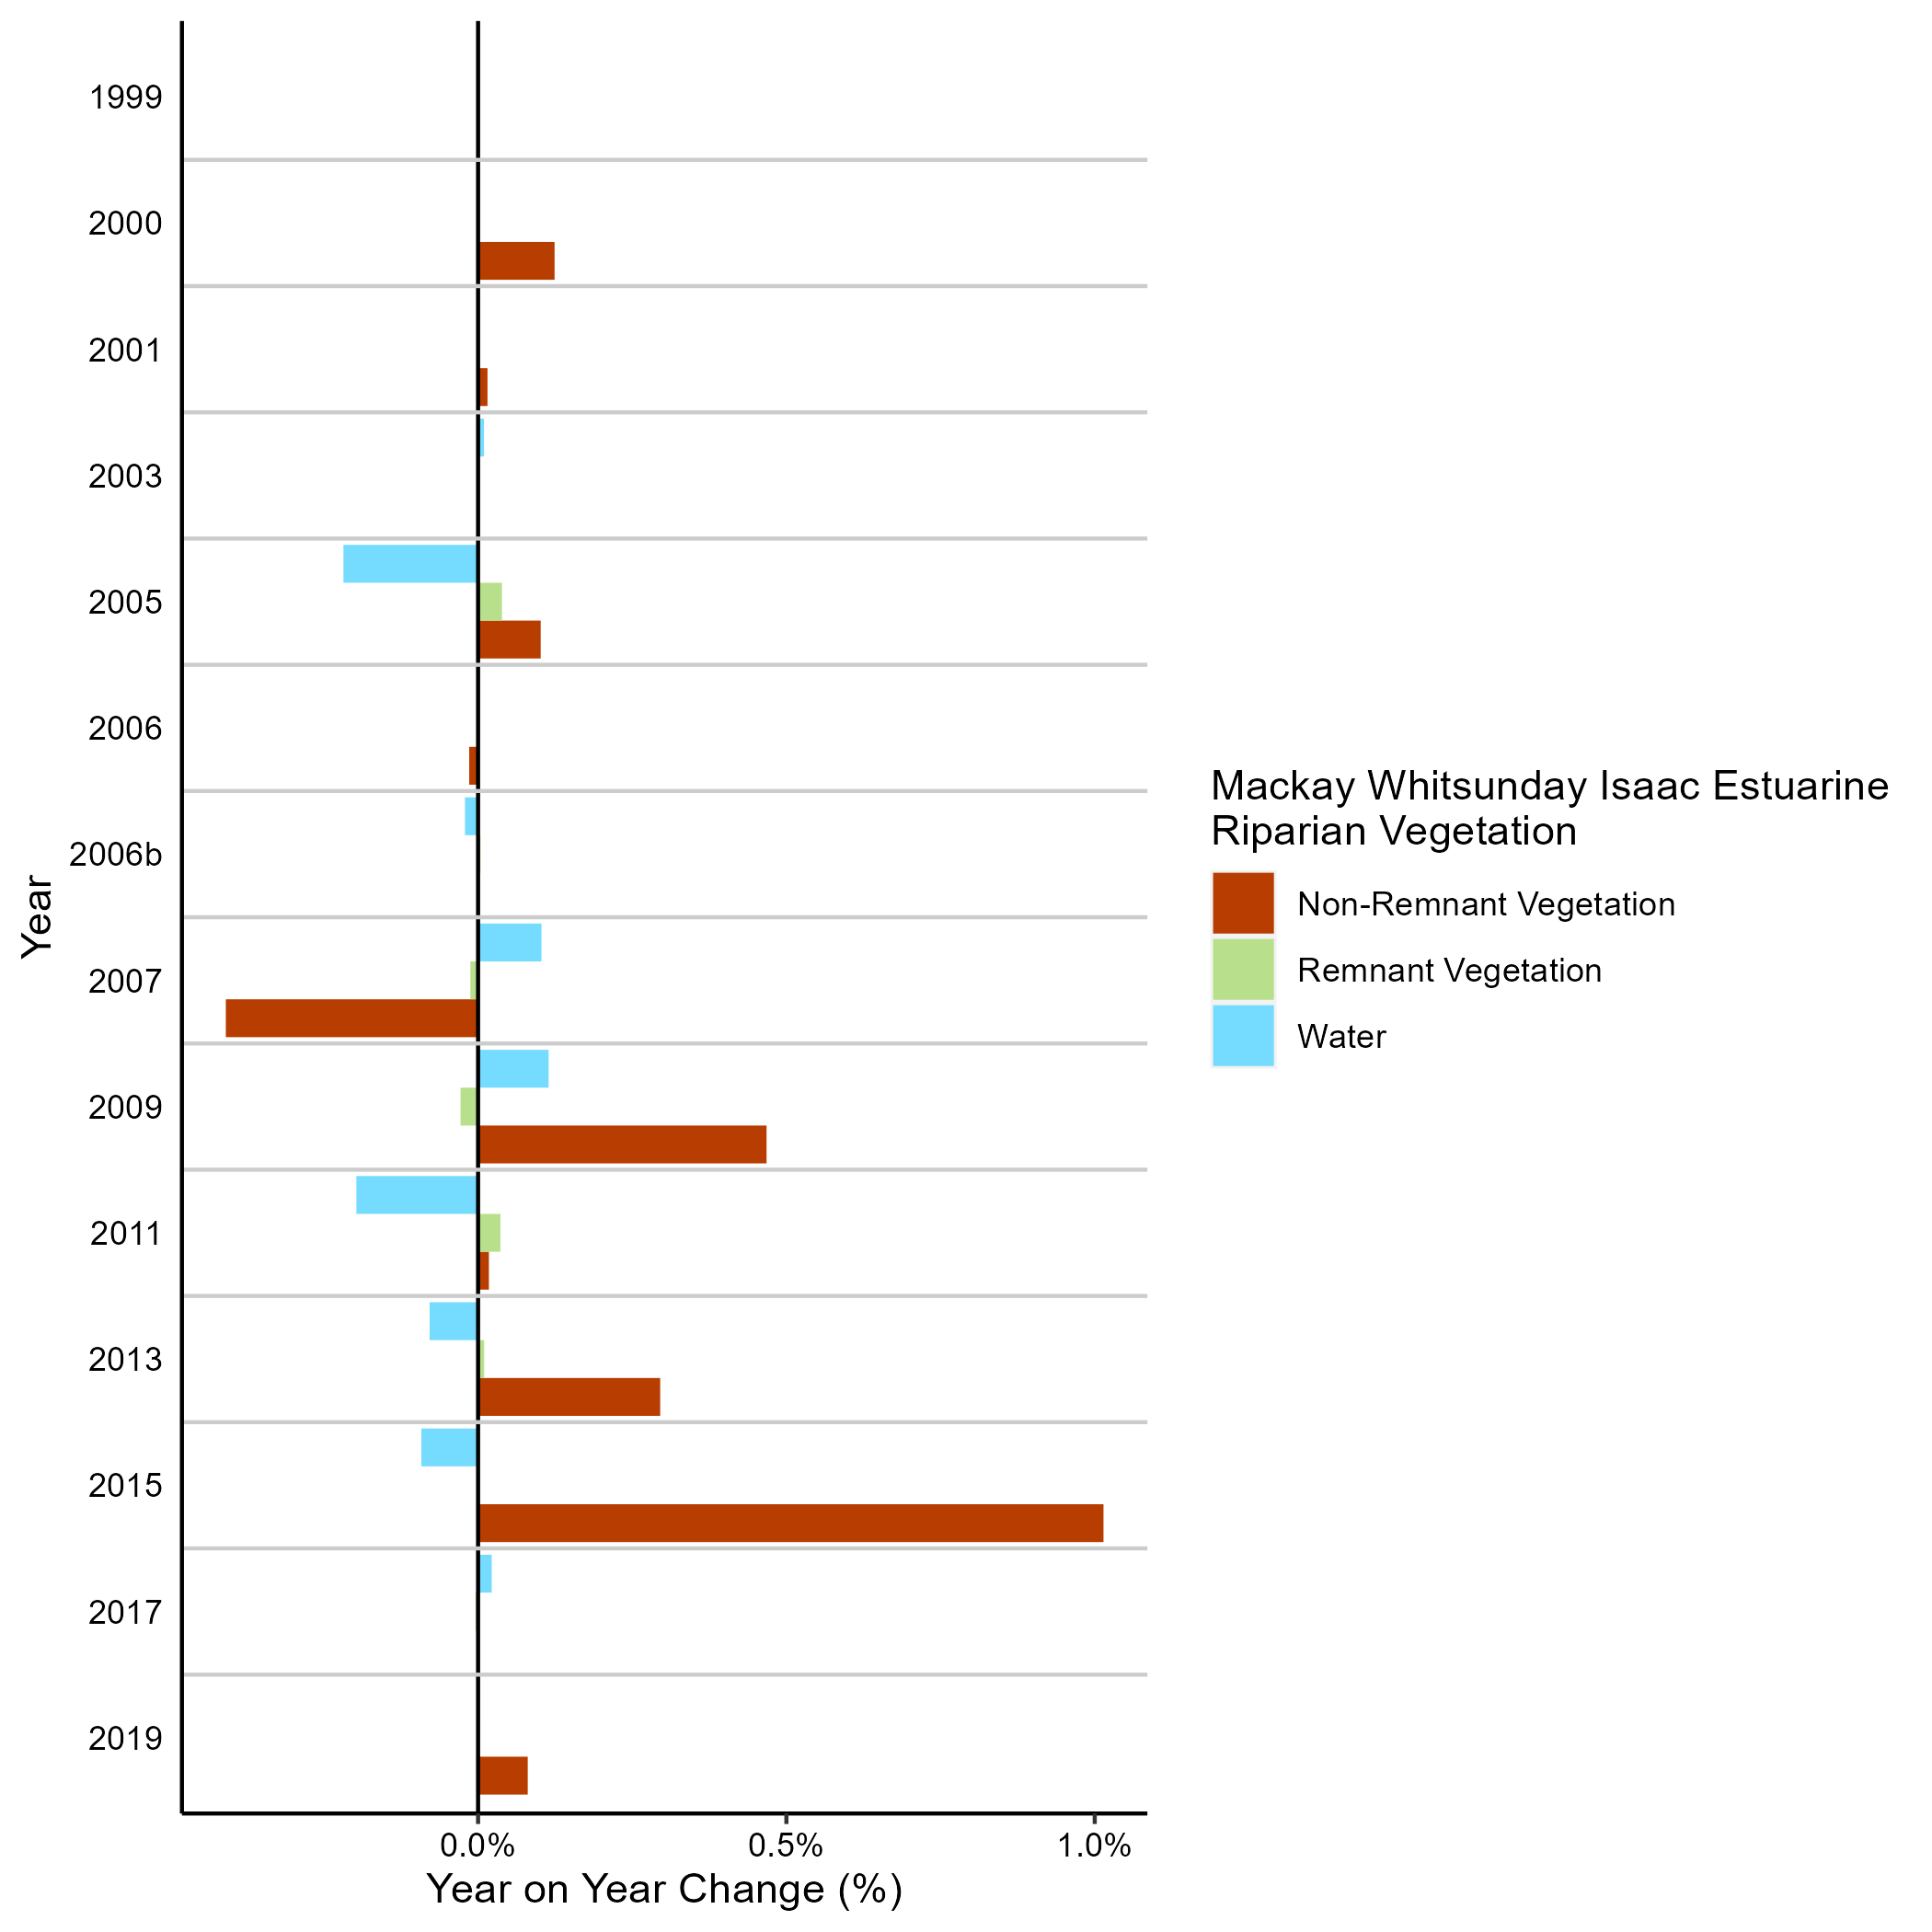 1999
2000
2001
2003
2005
2006
2006b
2007
2009
2011
2013
2015
2017
2019
Year
0.0%
0.5%
1.0%
Year on Year Change (%)
Mackay Whitsunday Isaac Estuarine
Riparian Vegetation
Non-Remnant Vegetation
Remnant Vegetation
Water